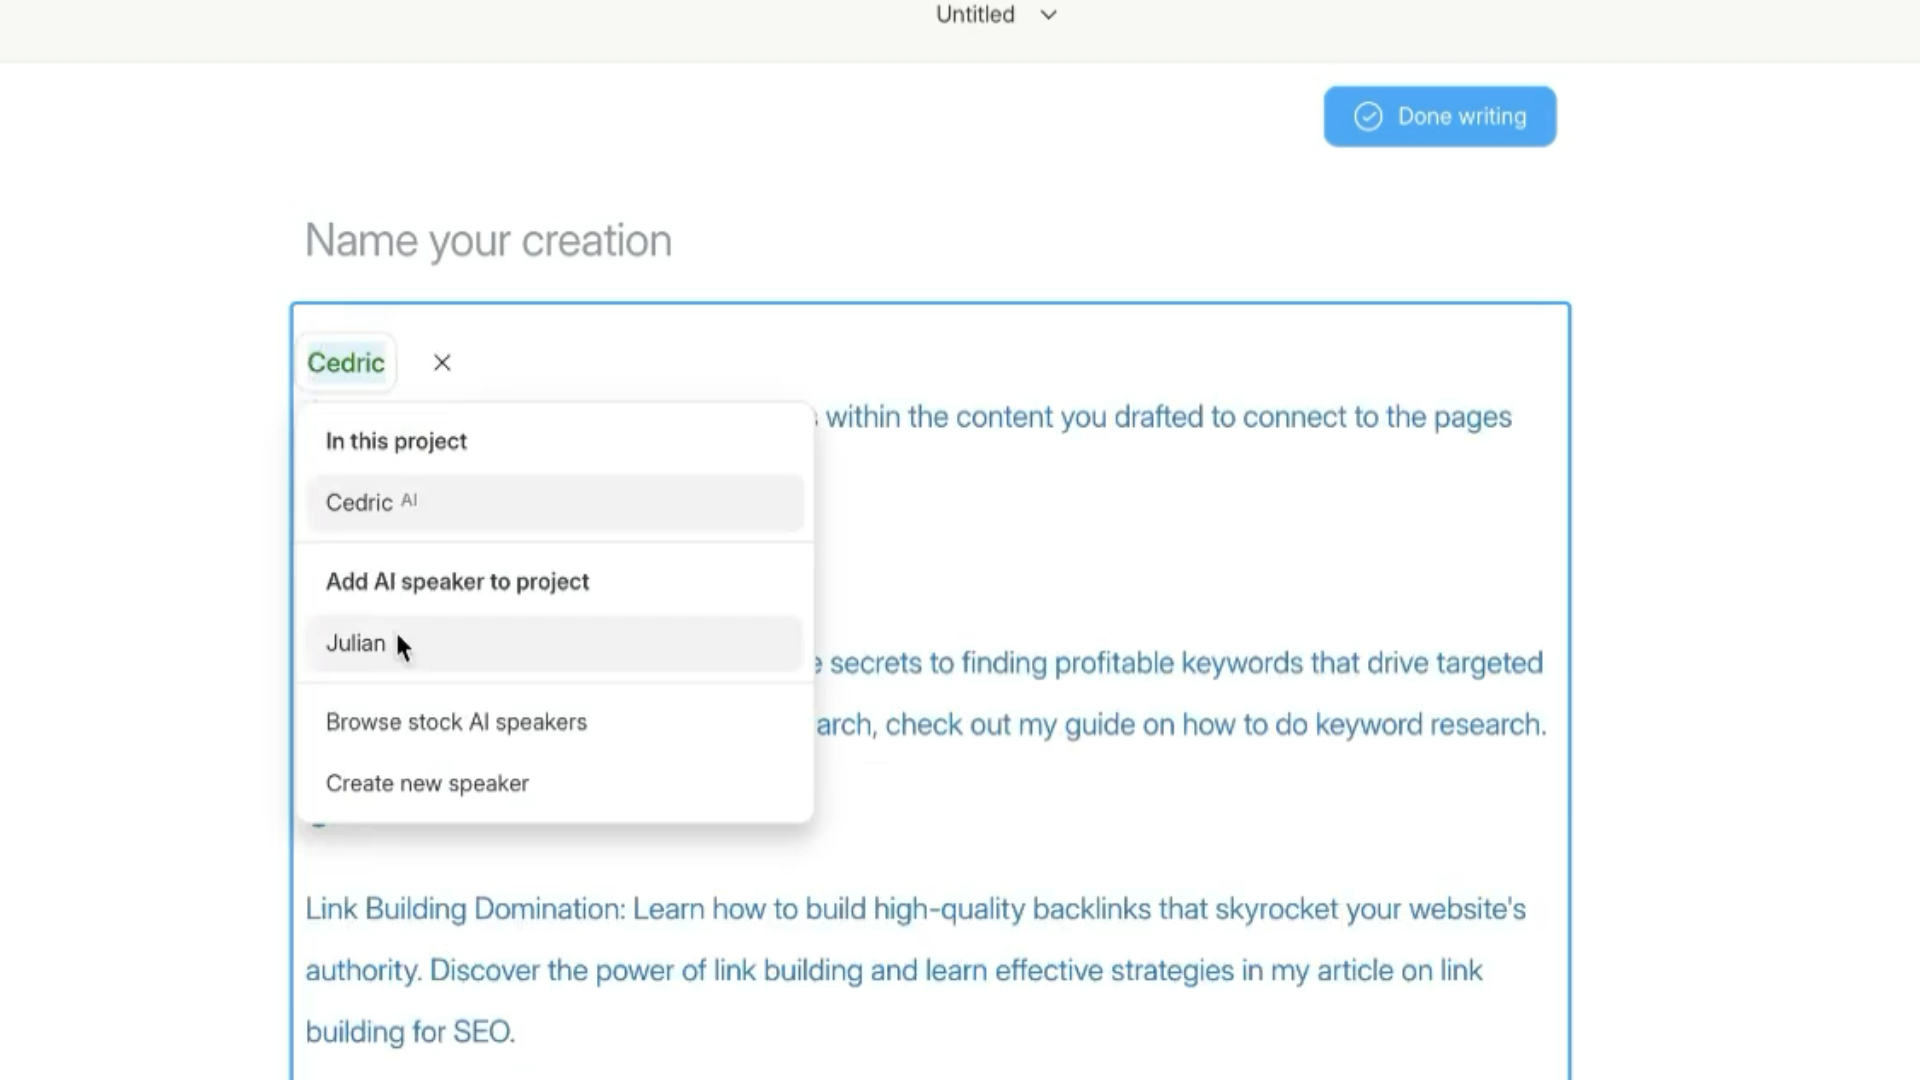 Untitled
Done writing
Name your creation
Cedric
within the content you drafted to connect to the pages
In this project
Cedric AI
Add AI speaker to project
Julian
secrets to finding profitable keywords that drive targeted
check out my guide on how to do keyword research.
Browse stock AI speakers
Create new speaker
Link Building Domination: Learn how to build high-quality backlinks that skyrocket your website's
authority. Discover the power of link building and learn effective strategies in my article on link
building for SEO.